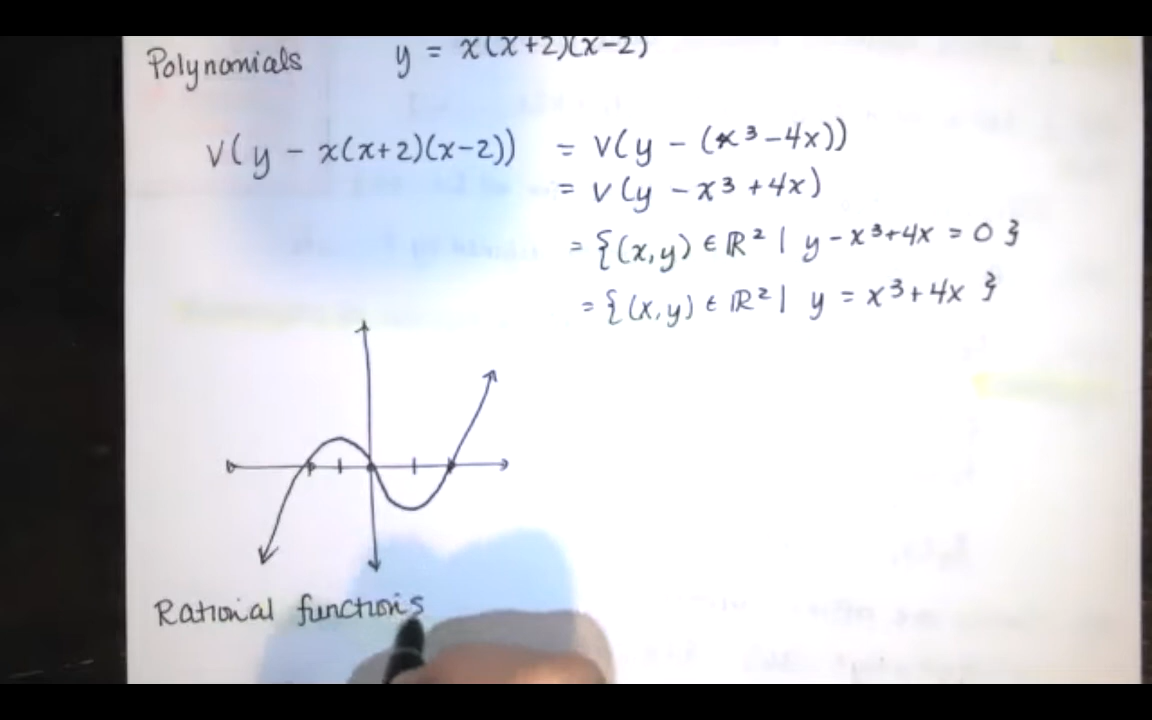 Polynomials y = x(x+2)(x-2)
V(y - x(x+2)(x-2)) = V(y - (x³-4x))
= V(y - x³ + 4x)
= {(x,y) ∈ ℝ² | y - x³+4x = 0}
= {(x,y) ∈ ℝ² | y = x³+4x}
Rational functions